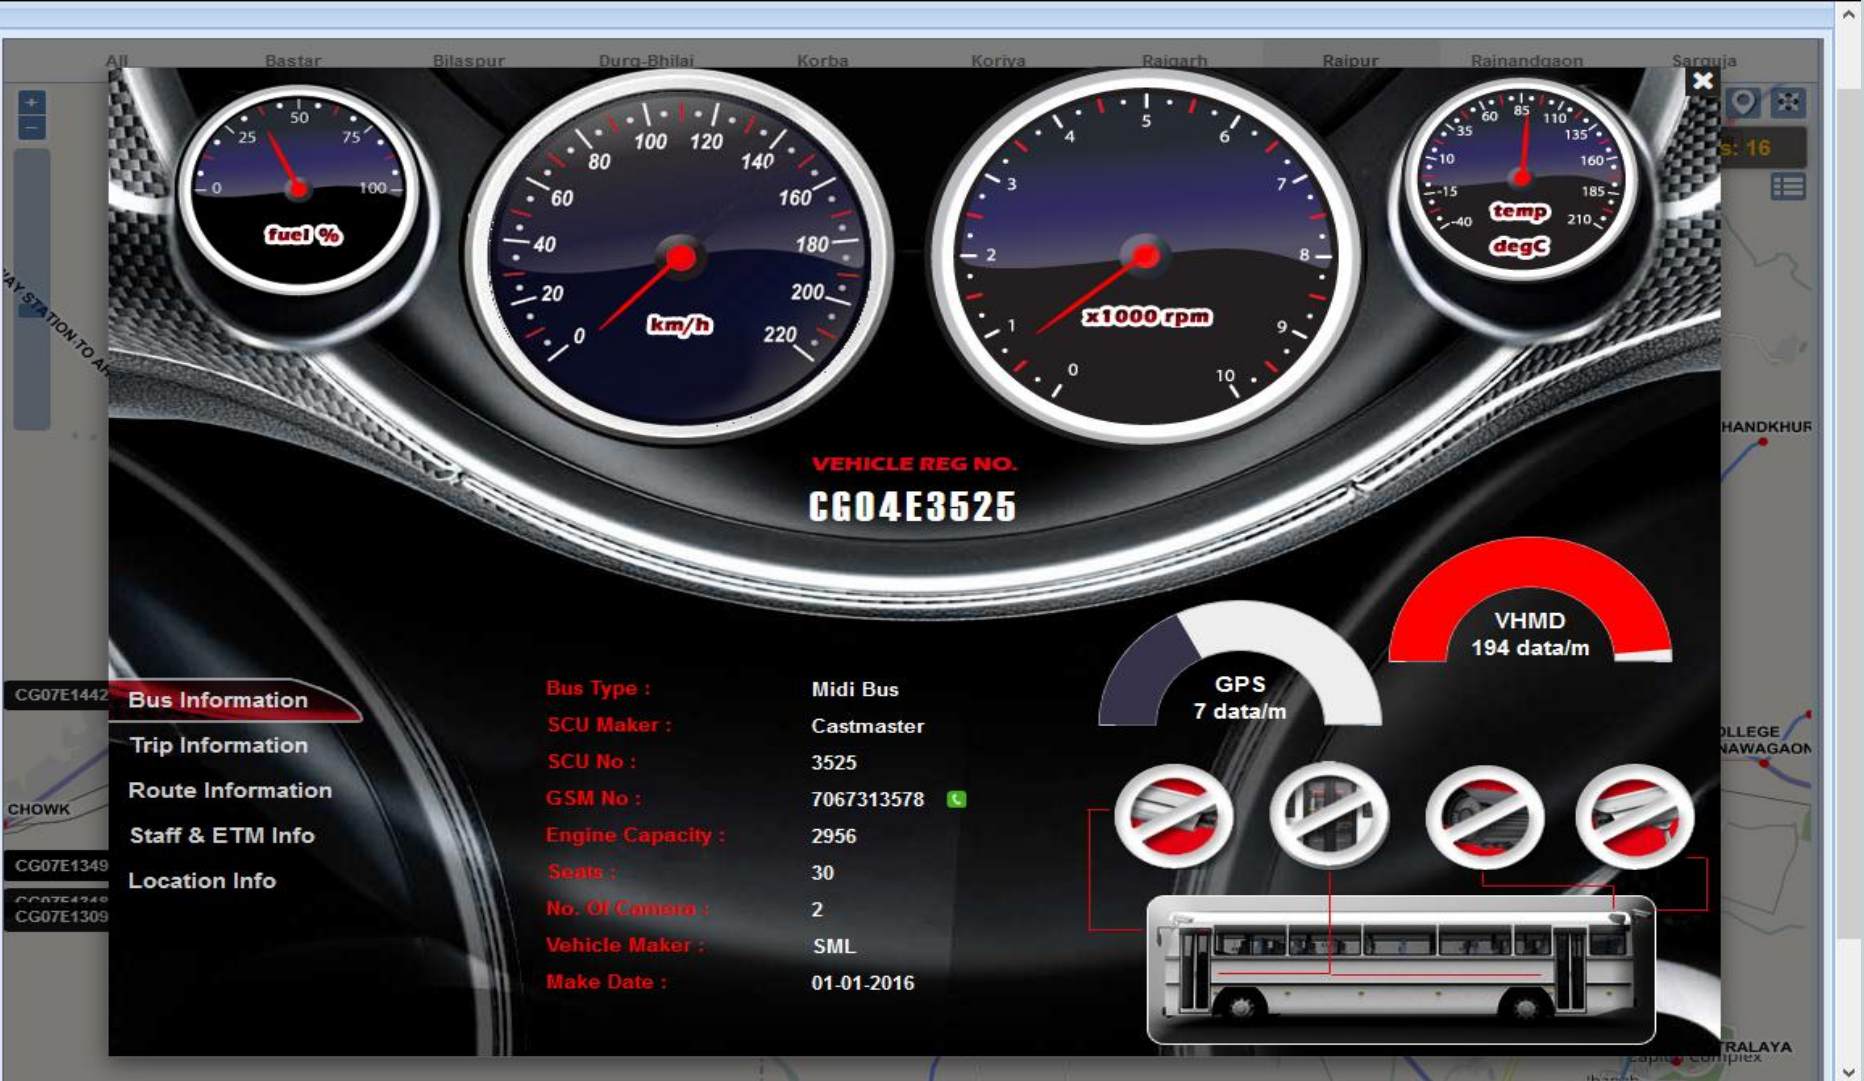 All Bastar Bilaspur Durg-Bhilai Korba Koriya Raigarh Raipur Rajnandgaon Sarguja
+
−
0 25 50 75 100
fuel %
0 20 40 60 80 100 120 140 160 180 200 220
km/h
0 1 2 3 4 5 6 7 8 9 10
x1000 rpm
-40 -15 10 35 60 85 110 135 160 185 210
temp
degC
s: 16
WAY STATION TO
HANDKHUR
VEHICLE REG NO.
CG04E3525
VHMD
194 data/m
GPS
7 data/m
CG07E1442
Bus Information
Trip Information
Route Information
Staff & ETM Info
Location Info
Bus Type : Midi Bus
SCU Maker : Castmaster
SCU No : 3525
GSM No : 7067313578
Engine Capacity : 2956
Seats : 30
No. Of Camera : 2
Vehicle Maker : SML
Make Date : 01-01-2016
CHOWK
CG07E1349
CG07E1309
OLLEGE
NAWAGAON
TRALAYA
Capitol Complex